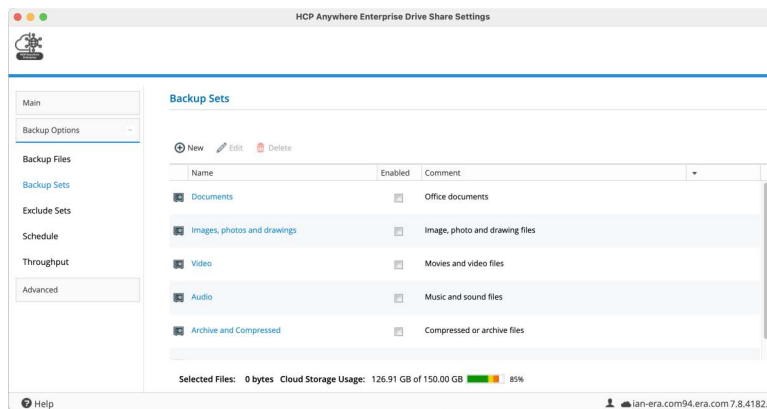 HCP Anywhere Enterprise Drive Share Settings
HCP Anywhere
Enterprise
Main
Backup Options
Backup Files
Backup Sets
Exclude Sets
Schedule
Throughput
Advanced
Backup Sets
New Edit Delete
Name Enabled Comment
Documents Office documents
Images, photos and drawings Image, photo and drawing files
Video Movies and video files
Audio Music and sound files
Archive and Compressed Compressed or archive files
Selected Files: 0 bytes Cloud Storage Usage: 126.91 GB of 150.00 GB 85%
Help ian-era.com94.era.com 7.8.4182.